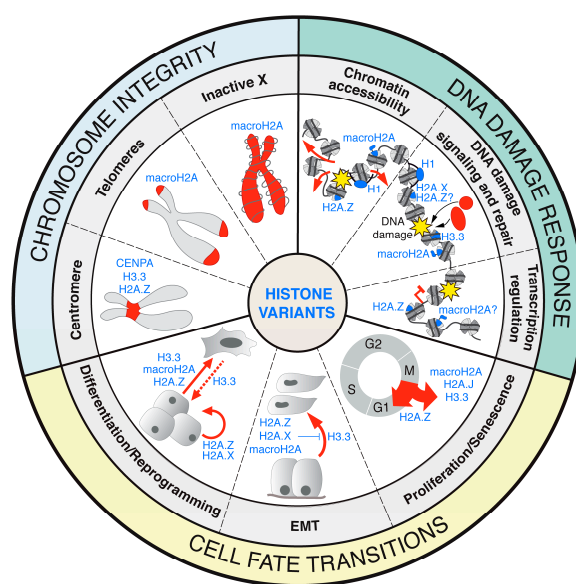 CHROMOSOME INTEGRITY
DNA DAMAGE RESPONSE
CELL FATE TRANSITIONS
HISTONE
VARIANTS
Inactive X
macroH2A
Telomeres
macroH2A
Centromere
CENPA
H3.3
H2A.Z
Chromatin
accessibility
macroH2A
H1
H2A.Z
DNA damage
signaling and repair
H1
H2A.X
H2A.Z?
DNA
damage
H3.3
macroH2A
Transcription
regulation
H2A.Z
macroH2A?
Proliferation/Senescence
G2
M
S
G1
macroH2A
H2A.J
H3.3
H2A.Z
EMT
H2A.Z
H2A.X
macroH2A
H3.3
Differentiation/Reprogramming
H3.3
macroH2A
H2A.Z
H3.3
H2A.Z
H2A.X